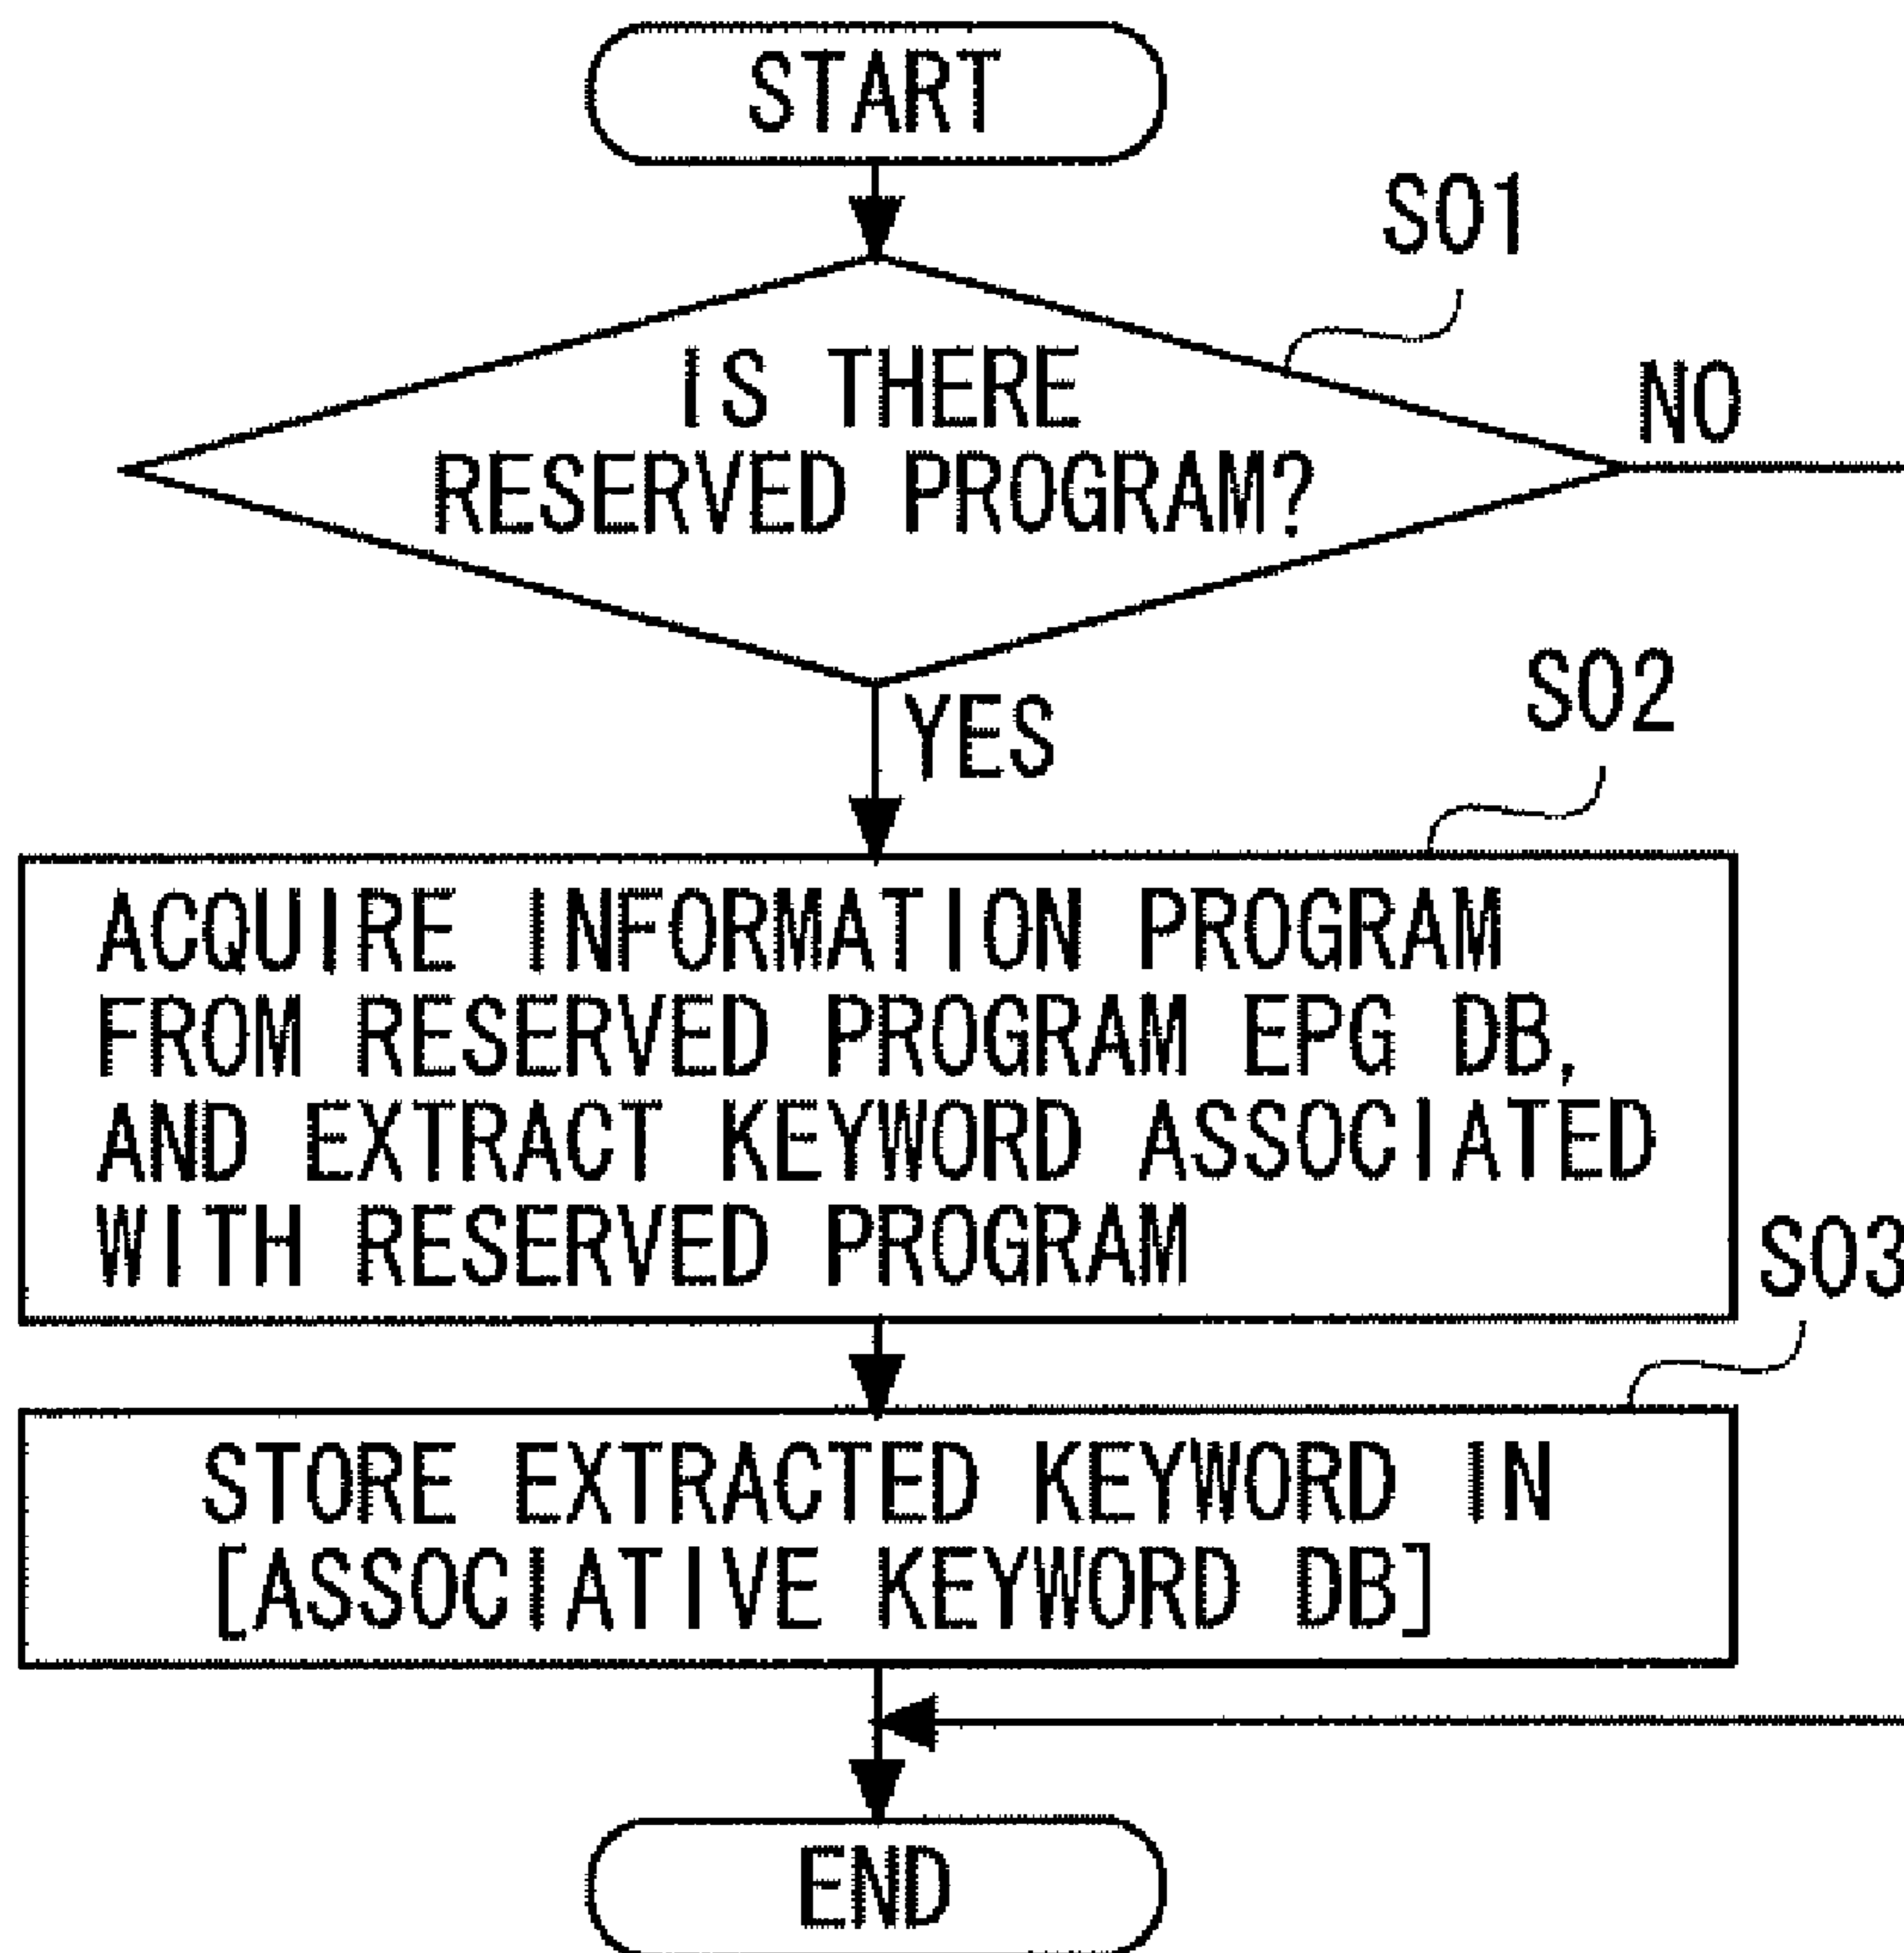 START
S01
IS THERE
RESERVED PROGRAM?
NO
YES
S02
ACQUIRE INFORMATION PROGRAM
FROM RESERVED PROGRAM EPG DB,
AND EXTRACT KEYWORD ASSOCIATED
WITH RESERVED PROGRAM
S03
STORE EXTRACTED KEYWORD IN
[ASSOCIATIVE KEYWORD DB]
END